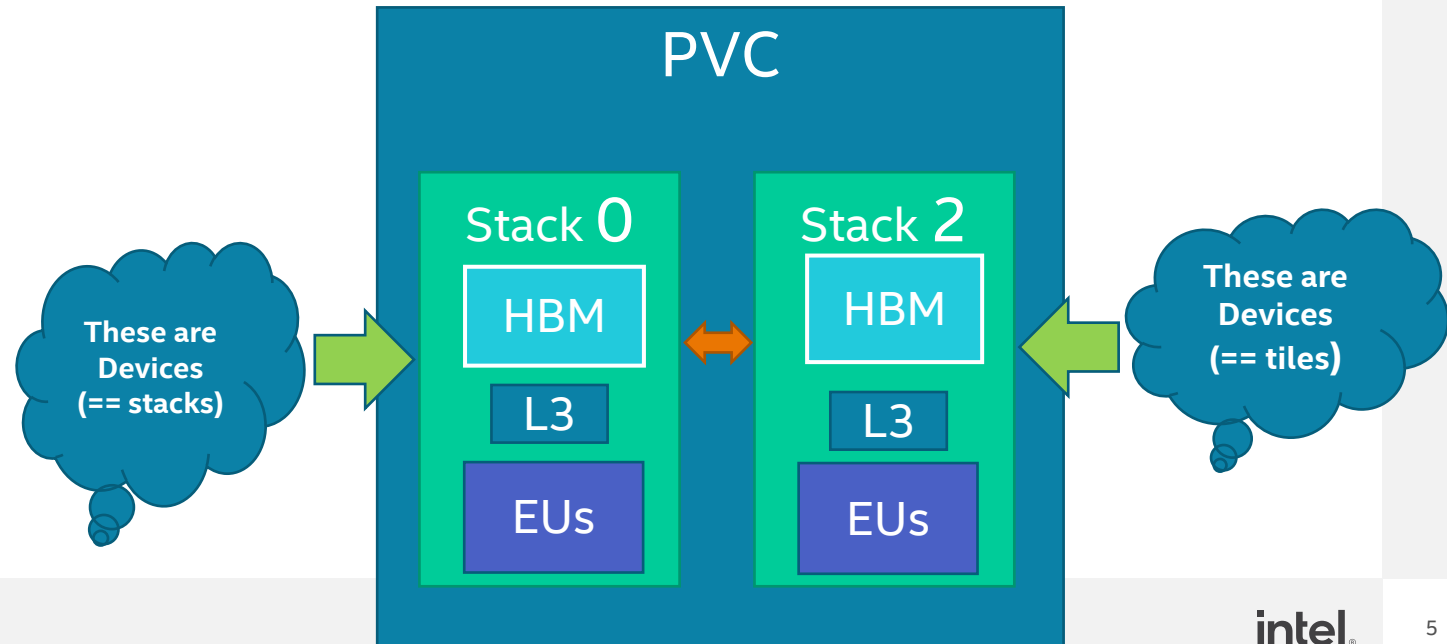 PVC
Stack 0
HBM
L3
EUs
Stack 2
HBM
L3
EUs
These are
Devices
(== stacks)
These are
Devices
(== tiles)
intel®
5